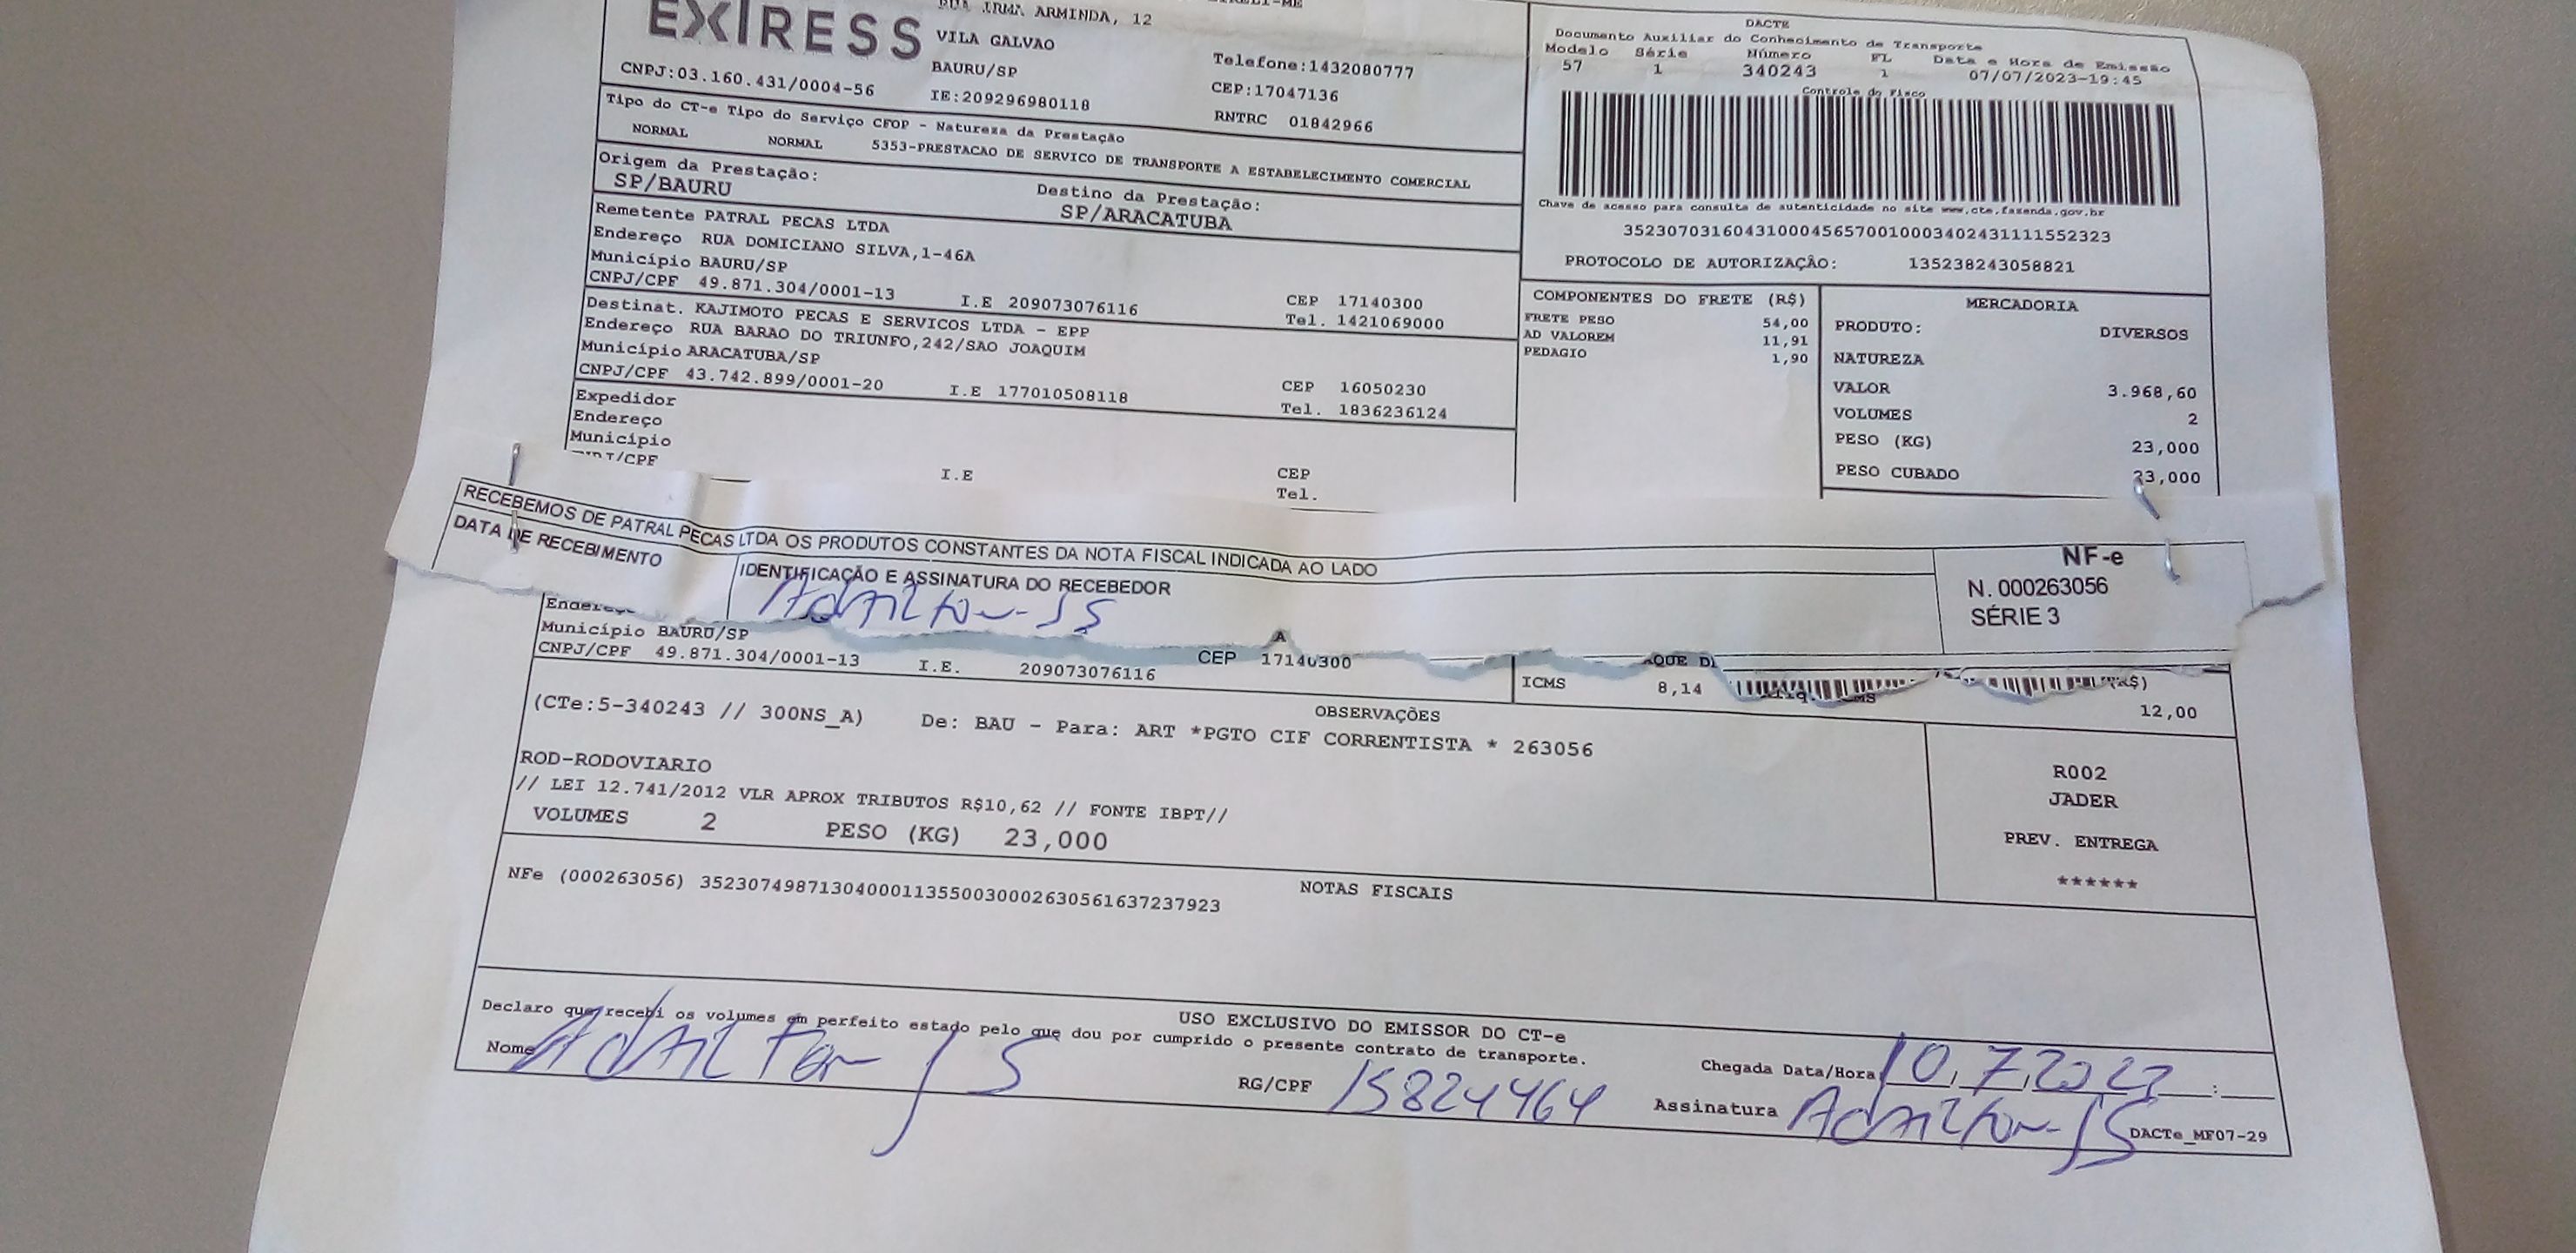 EXPRESS
RUA IRMA ARMINDA, 12
VILA GALVAO
BAURU/SP
Telefone:1432080777
CNPJ:03.160.431/0004-56
IE:209296980118
CEP:17047136
RNTRC 01842966
Tipo do CT-e Tipo do Serviço CFOP - Natureza da Prestação
NORMAL NORMAL 5353-PRESTACAO DE SERVICO DE TRANSPORTE A ESTABELECIMENTO COMERCIAL
Origem da Prestação:
SP/BAURU
Destino da Prestação:
SP/ARACATUBA
Remetente PATRAL PECAS LTDA
Endereço RUA DOMICIANO SILVA,1-46A
Município BAURU/SP
CEP 17140300
CNPJ/CPF 49.871.304/0001-13 I.E 209073076116 Tel. 1421069000
Destinat. KAJIMOTO PECAS E SERVICOS LTDA - EPP
Endereço RUA BARAO DO TRIUNFO,242/SAO JOAQUIM
Município ARACATUBA/SP
CEP 16050230
CNPJ/CPF 43.742.899/0001-20 I.E 177010508118 Tel. 1836236124
Expedidor
Endereço
Município
CEP
I.E
Tel.
DACTE
Documento Auxiliar do Conhecimento de Transporte
Modelo Série Número FL Data e Hora de Emissão
57 1 340243 1 07/07/2023-19:45
Controle do Fisco
Chave de acesso para consulta de autenticidade no site www.cte.fazenda.gov.br
35230703160431000456570010003402431111552323
PROTOCOLO DE AUTORIZAÇÃO: 135238243058821
COMPONENTES DO FRETE (R$)
FRETE PESO 54,00
AD VALOREM 11,91
PEDAGIO 1,90
MERCADORIA
PRODUTO: DIVERSOS
NATUREZA
VALOR 3.968,60
VOLUMES 2
PESO (KG) 23,000
PESO CUBADO 23,000
RECEBEMOS DE PATRAL PECAS LTDA OS PRODUTOS CONSTANTES DA NOTA FISCAL INDICADA AO LADO
DATA DE RECEBIMENTO
IDENTIFICAÇÃO E ASSINATURA DO RECEBEDOR
Adailton JS
NF-e
N. 000263056
SÉRIE 3
Município BAURU/SP
CNPJ/CPF 49.871.304/0001-13 I.E. 209073076116 CEP 17140300
ICMS 8,14 12,00
OBSERVAÇÕES
(CTe:5-340243 // 300NS_A) De: BAU - Para: ART *PGTO CIF CORRENTISTA * 263056
ROD-RODOVIARIO
// LEI 12.741/2012 VLR APROX TRIBUTOS R$10,62 // FONTE IBPT//
VOLUMES 2 PESO (KG) 23,000
R002
JADER
PREV. ENTREGA
******
NOTAS FISCAIS
NFe (000263056) 35230749871304000113550030002630561637237923
USO EXCLUSIVO DO EMISSOR DO CT-e
Declaro que recebi os volumes em perfeito estado pelo que dou por cumprido o presente contrato de transporte.
Nome Adailton JS
RG/CPF 15824464
Chegada Data/Hora 10/7/2023 :
Assinatura Adailton JS
DACTe_MF07-29